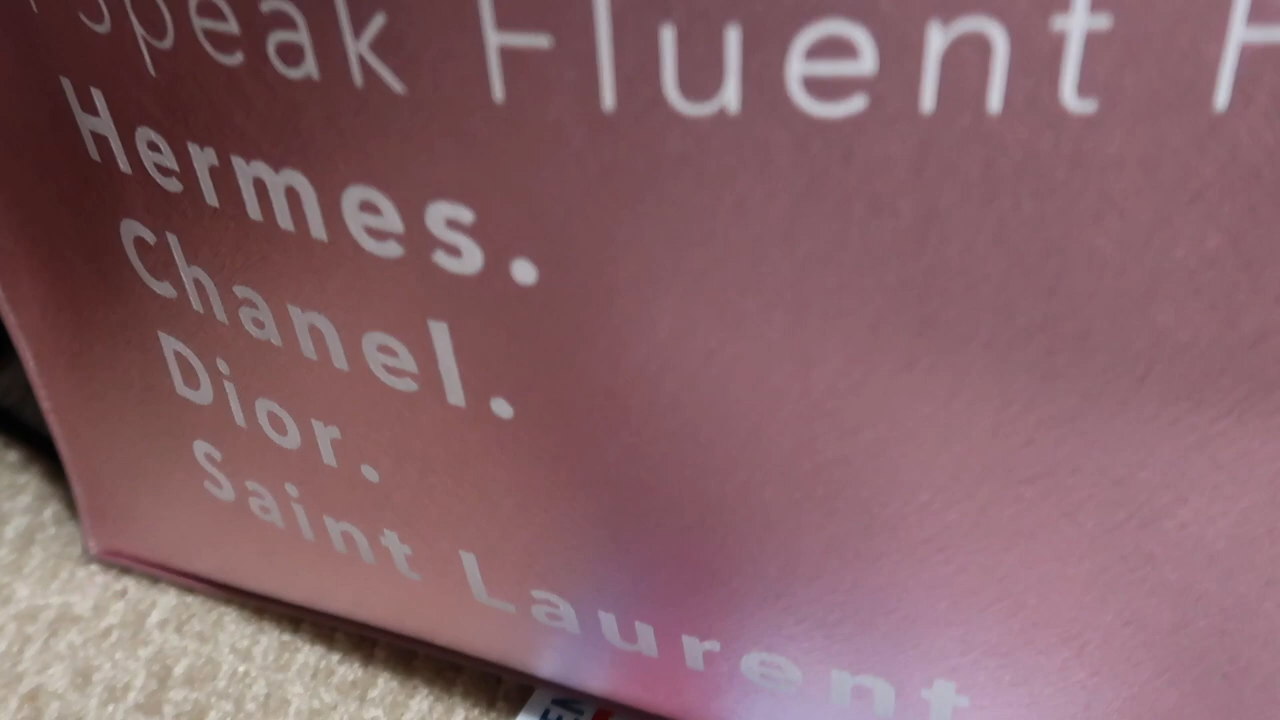 Speak Fluent
Hermes.
Chanel.
Dior.
Saint Laurent